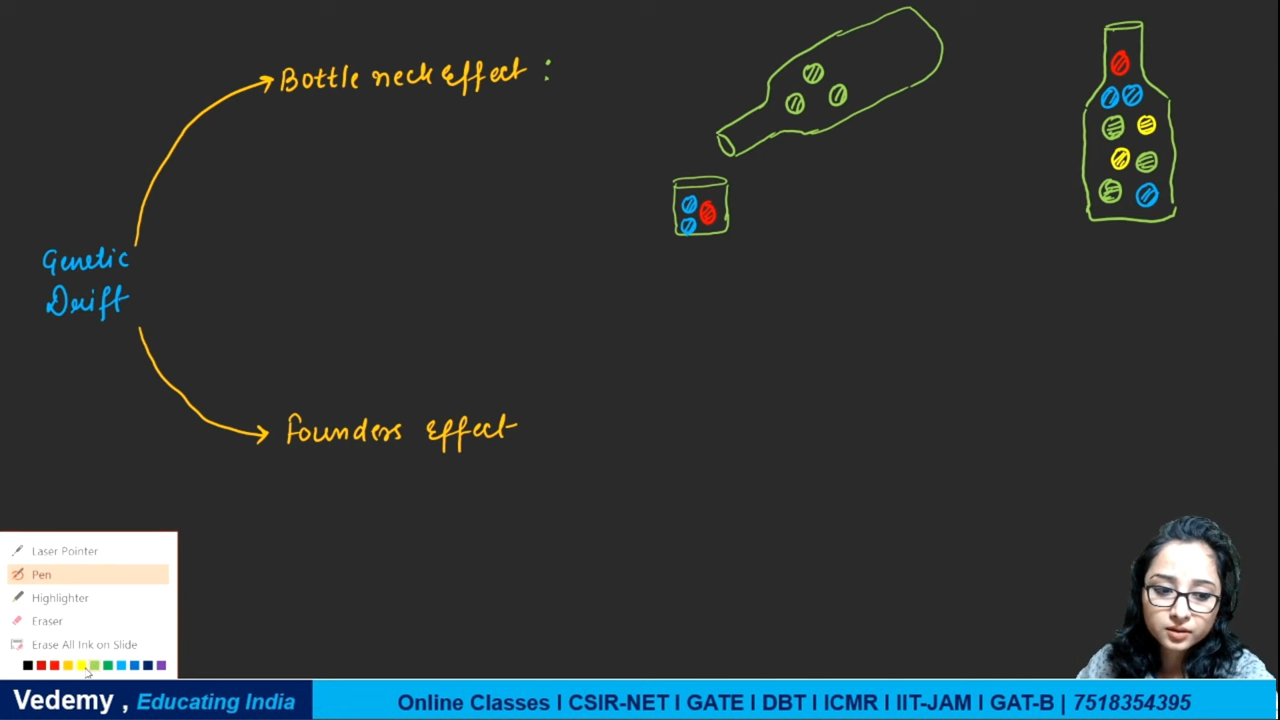 Bottle neck Effect :
Genetic
Drift
Founders Effect
Laser Pointer
Pen
Highlighter
Eraser
Erase All Ink on Slide
Vedemy , Educating India
Online Classes I CSIR-NET I GATE I DBT I ICMR I IIT-JAM I GAT-B | 7518354395